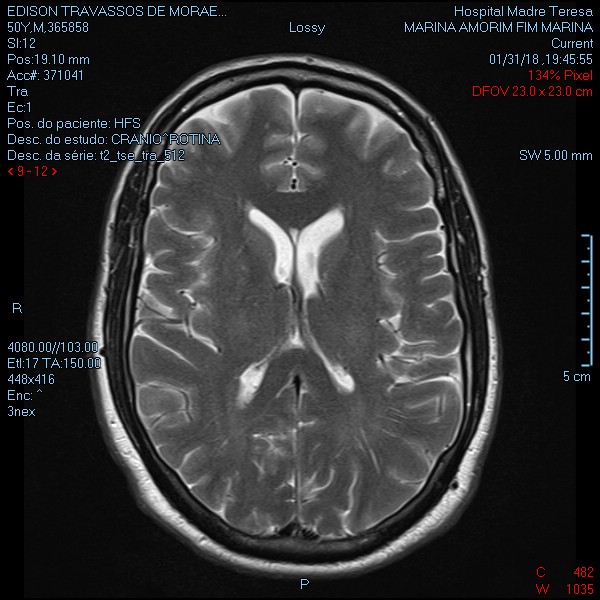 EDISON TRAVASSOS DE MORAE...
50Y,M,365858
Sl:12
Pos:19.10 mm
Acc#: 371041
Tra
Ec:1
Pos. do paciente: HFS
Desc. do estudo: CRANIO^ROTINA
Desc. da série: t2_tse_tra_512
< 9 - 12 >
Lossy
Hospital Madre Teresa
MARINA AMORIM FIM MARINA
Current
01/31/18 ,19:45:55
134% Pixel
DFOV 23.0 x 23.0 cm
SW 5.00 mm
R
4080.00//103.00
Etl:17 TA:150.00
448x416
Enc: ^
3nex
5 cm
P
C 482
W 1035